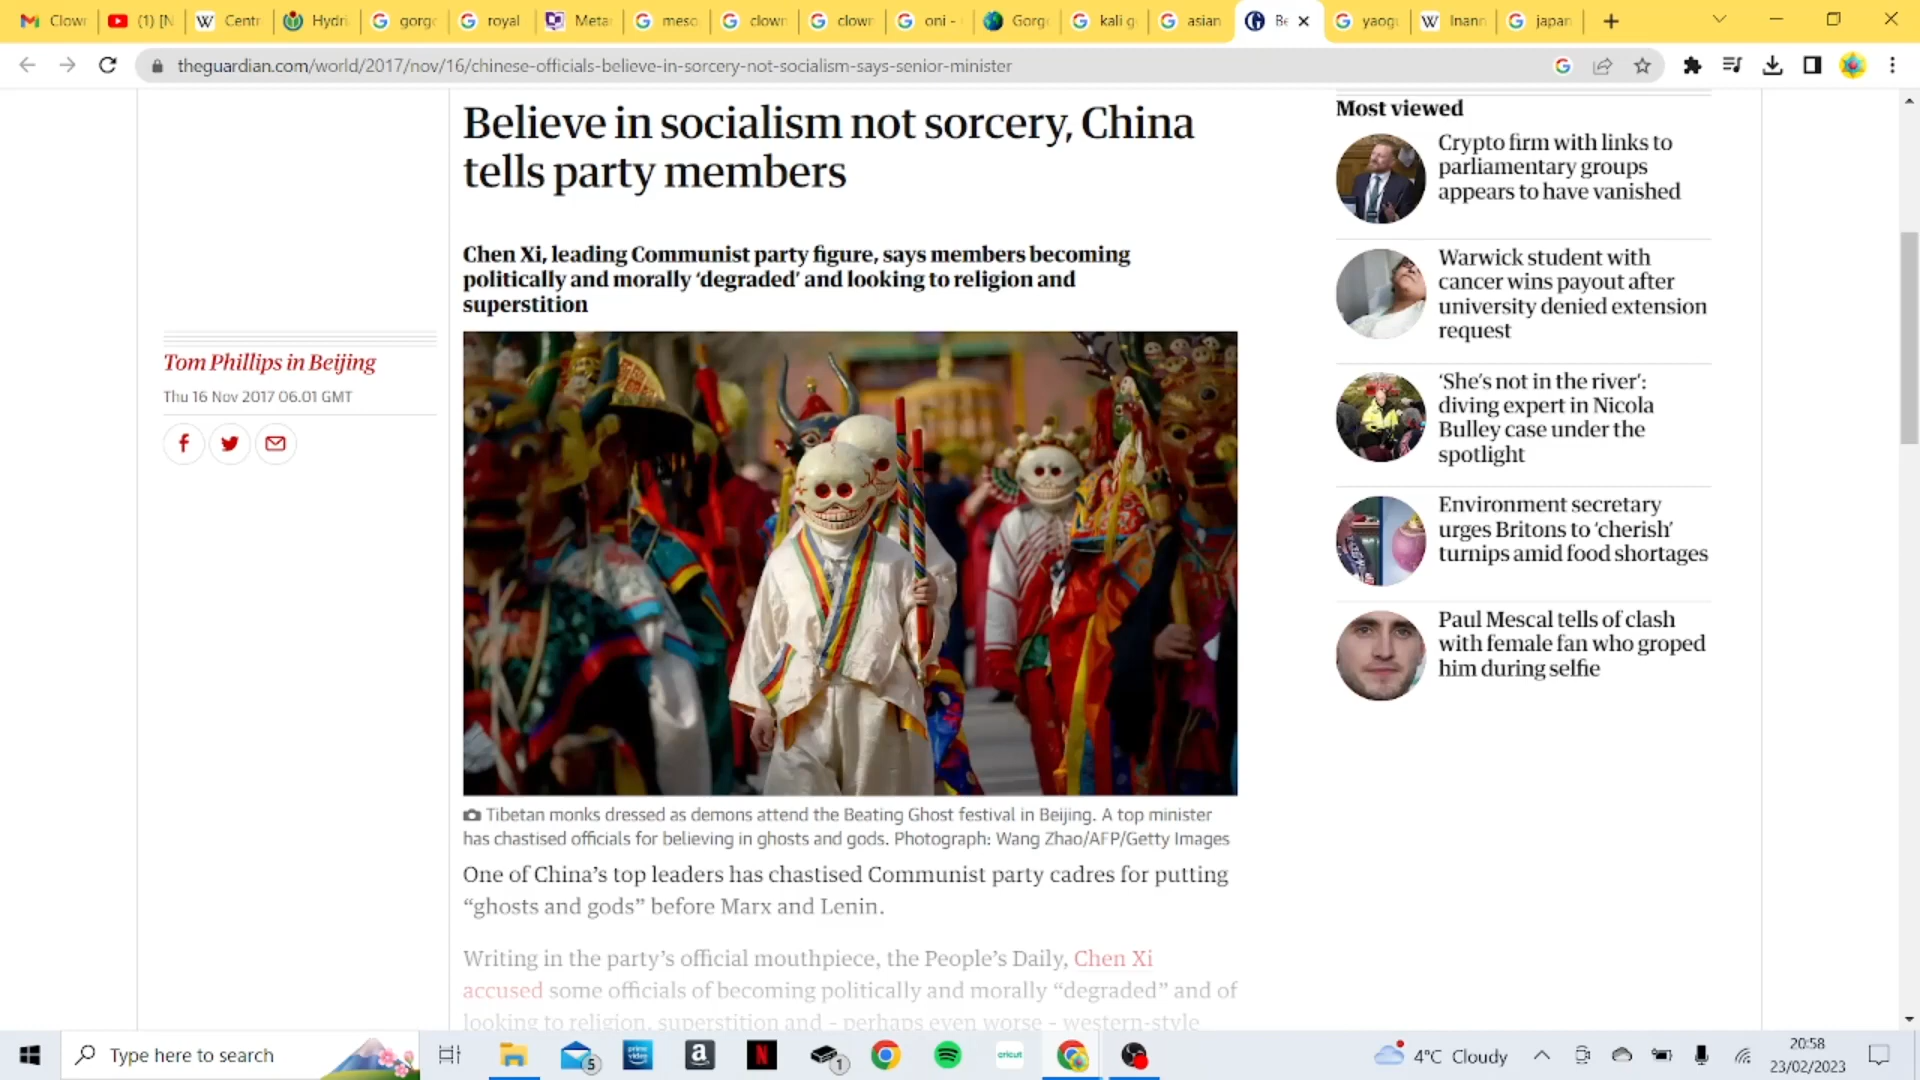 Clowr
(1) [N
Centr
Hydri
gorg
royal
Meta
meso
clowr
clowr
oni -
Gorg
kali g
asian
Be
yaog
Inann
japan
theguardian.com/world/2017/nov/16/chinese-officials-believe-in-sorcery-not-socialism-says-senior-minister
Believe in socialism not sorcery, China
tells party members
Chen Xi, leading Communist party figure, says members becoming
politically and morally ‘degraded’ and looking to religion and
superstition
Tom Phillips in Beijing
Thu 16 Nov 2017 06.01 GMT
Tibetan monks dressed as demons attend the Beating Ghost festival in Beijing. A top minister
has chastised officials for believing in ghosts and gods. Photograph: Wang Zhao/AFP/Getty Images
One of China’s top leaders has chastised Communist party cadres for putting
“ghosts and gods” before Marx and Lenin.
Writing in the party’s official mouthpiece, the People’s Daily, Chen Xi
accused some officials of becoming politically and morally “degraded” and of
looking to religion, superstition and – perhaps even worse – western-style
Most viewed
Crypto firm with links to
parliamentary groups
appears to have vanished
Warwick student with
cancer wins payout after
university denied extension
request
‘She’s not in the river’:
diving expert in Nicola
Bulley case under the
spotlight
Environment secretary
urges Britons to ‘cherish’
turnips amid food shortages
Paul Mescal tells of clash
with female fan who groped
him during selfie
Type here to search
5
prime video
a
N
1
cricut
4°C Cloudy
20:58
23/02/2023